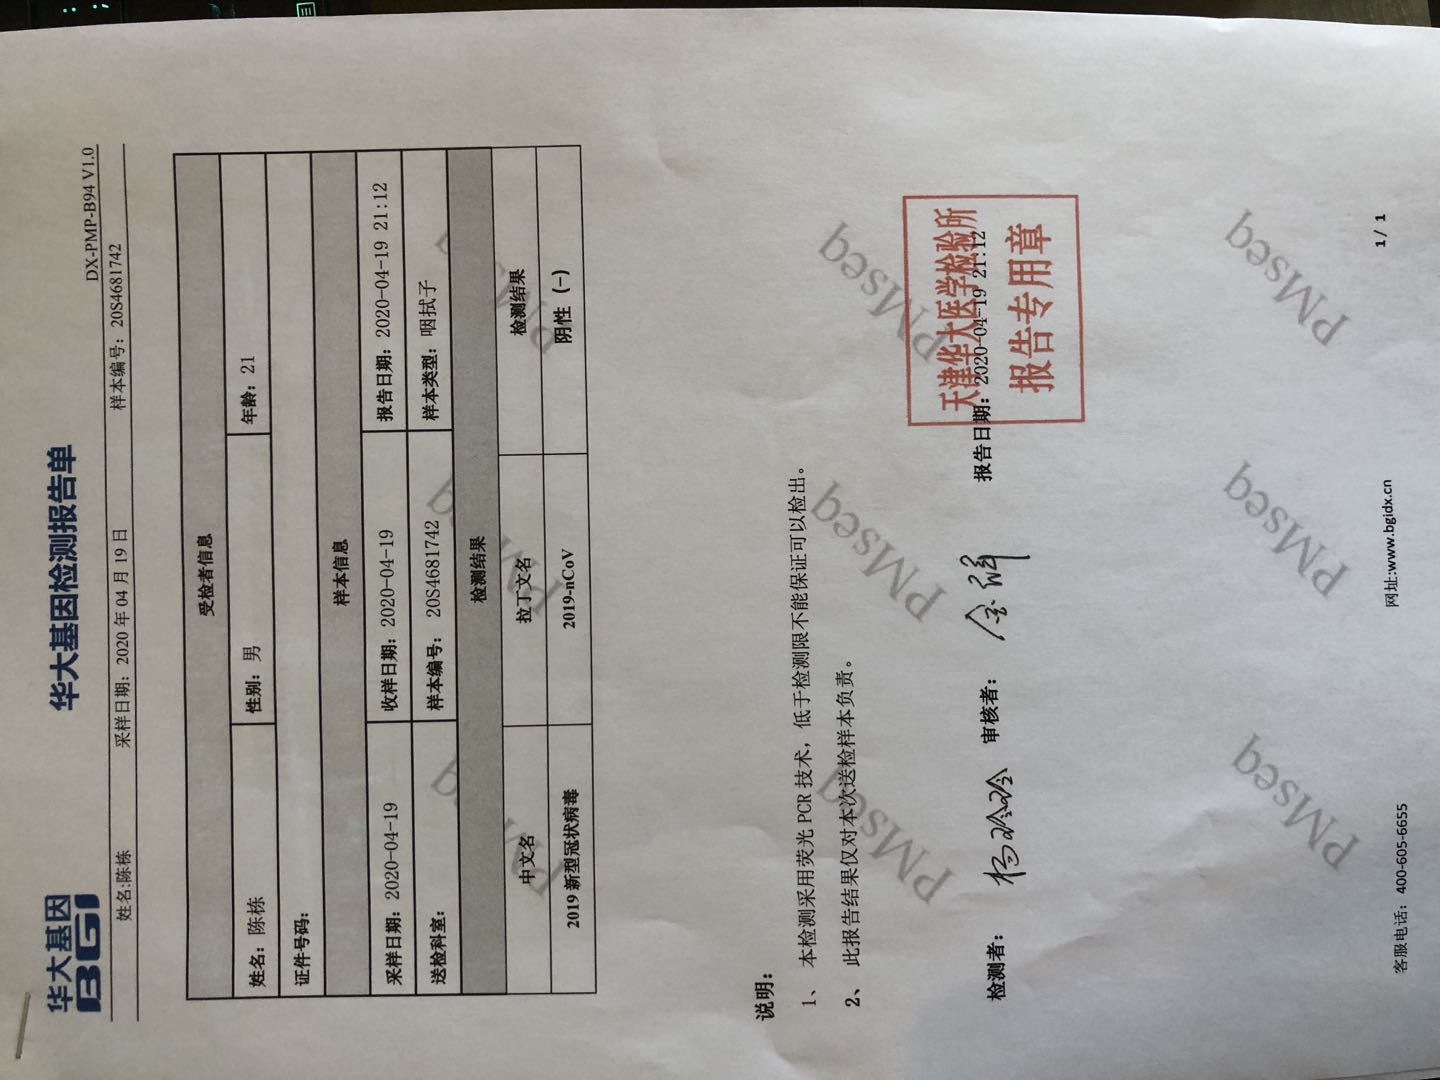 华大基因
BGI
华大基因检测报告单
DX-PMP-B94 V1.0
姓名:陈栋 采样日期: 2020 年 04 月 19 日 样本编号: 20S4681742
受检者信息
姓名: 陈栋 性别: 男 年龄: 21
证件号码:
样本信息
采样日期: 2020-04-19 收样日期: 2020-04-19 报告日期: 2020-04-19 21:12
送检科室: 样本编号: 20S4681742 样本类型: 咽拭子
检测结果
中文名 拉丁文名 检测结果
2019 新型冠状病毒 2019-nCoV 阴性 (-)
说明:
1、 本检测采用荧光 PCR 技术, 低于检测限不能保证可以检出。
2、 此报告结果仅对本次送检样本负责。
检测者: 审核者: 报告日期: 2020-04-19 21:12
天津华大医学检验所
报告专用章
PMseq
PMseq
PMseq
PMseq
PMseq
PMseq
客服电话: 400-605-6655 网址:www.bgidx.cn 1 / 1